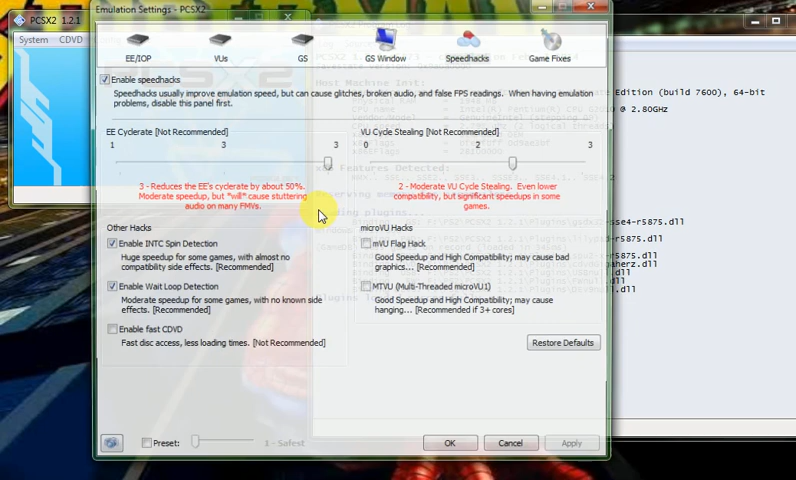 PCSX2 1.2.1
System CDVD
Emulation Settings - PCSX2
EE/IOP VUs GS GS Window Speedhacks Game Fixes
Enable speedhacks
Speedhacks usually improve emulation speed, but can cause glitches, broken audio, and false FPS readings. When having emulation
problems, disable this panel first.
EE Cyclerate [Not Recommended]
1 3 3
3 - Reduces the EE's cyclerate by about 50%.
Moderate speedup, but *will* cause stuttering
audio on many FMVs.
VU Cycle Stealing [Not Recommended]
0 2 3
2 - Moderate VU Cycle Stealing. Even lower
compatibility, but significant speedups in some
games.
Other Hacks
Enable INTC Spin Detection
Huge speedup for some games, with almost no
compatibility side effects. [Recommended]
Enable Wait Loop Detection
Moderate speedup for some games, with no known side
effects. [Recommended]
Enable fast CDVD
Fast disc access, less loading times. [Not Recommended]
microVU Hacks
mVU Flag Hack
Good Speedup and High Compatibility; may cause bad
graphics... [Recommended]
MTVU (Multi-Threaded microVU1)
Good Speedup and High Compatibility; may cause
hanging... [Recommended if 3+ cores]
Restore Defaults
Preset: 1 - Safest
OK Cancel Apply
Edition (build 7600), 64-bit
@ 2.80GHz